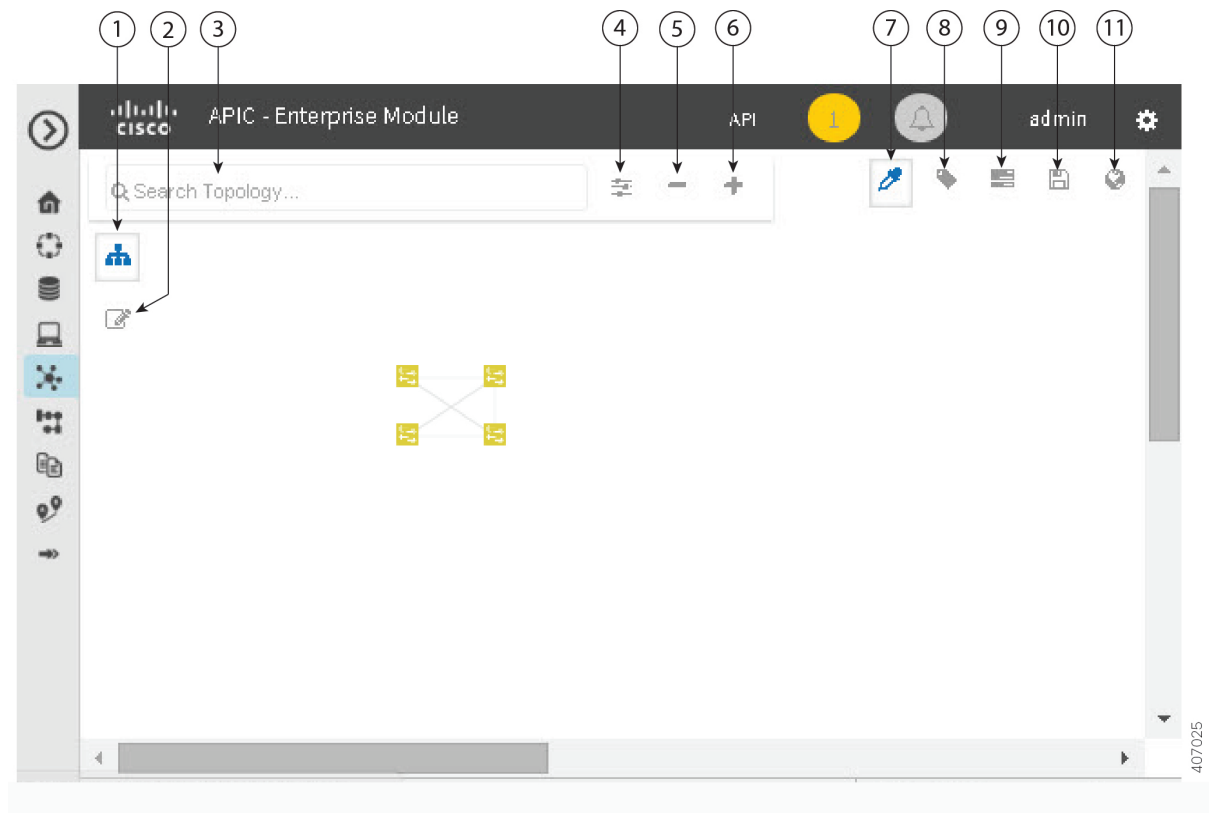 1 2 3 4 5 6 7 8 9 10 11
CISCO APIC - Enterprise Module API 1 admin
Search Topology...
407025